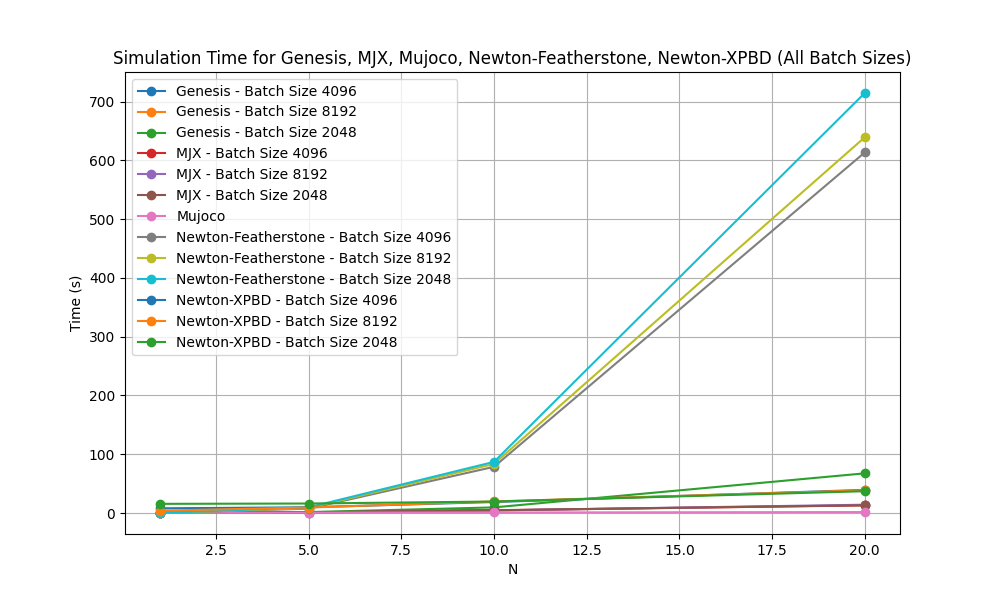 Simulation Time for Genesis, MJX, Mujoco, Newton-Featherstone, Newton-XPBD (All Batch Sizes)
Genesis - Batch Size 4096
Genesis - Batch Size 8192
Genesis - Batch Size 2048
MJX - Batch Size 4096
MJX - Batch Size 8192
MJX - Batch Size 2048
Mujoco
Newton-Featherstone - Batch Size 4096
Newton-Featherstone - Batch Size 8192
Newton-Featherstone - Batch Size 2048
Newton-XPBD - Batch Size 4096
Newton-XPBD - Batch Size 8192
Newton-XPBD - Batch Size 2048
Time (s)
700
600
500
400
300
200
100
0
2.5 5.0 7.5 10.0 12.5 15.0 17.5 20.0
N